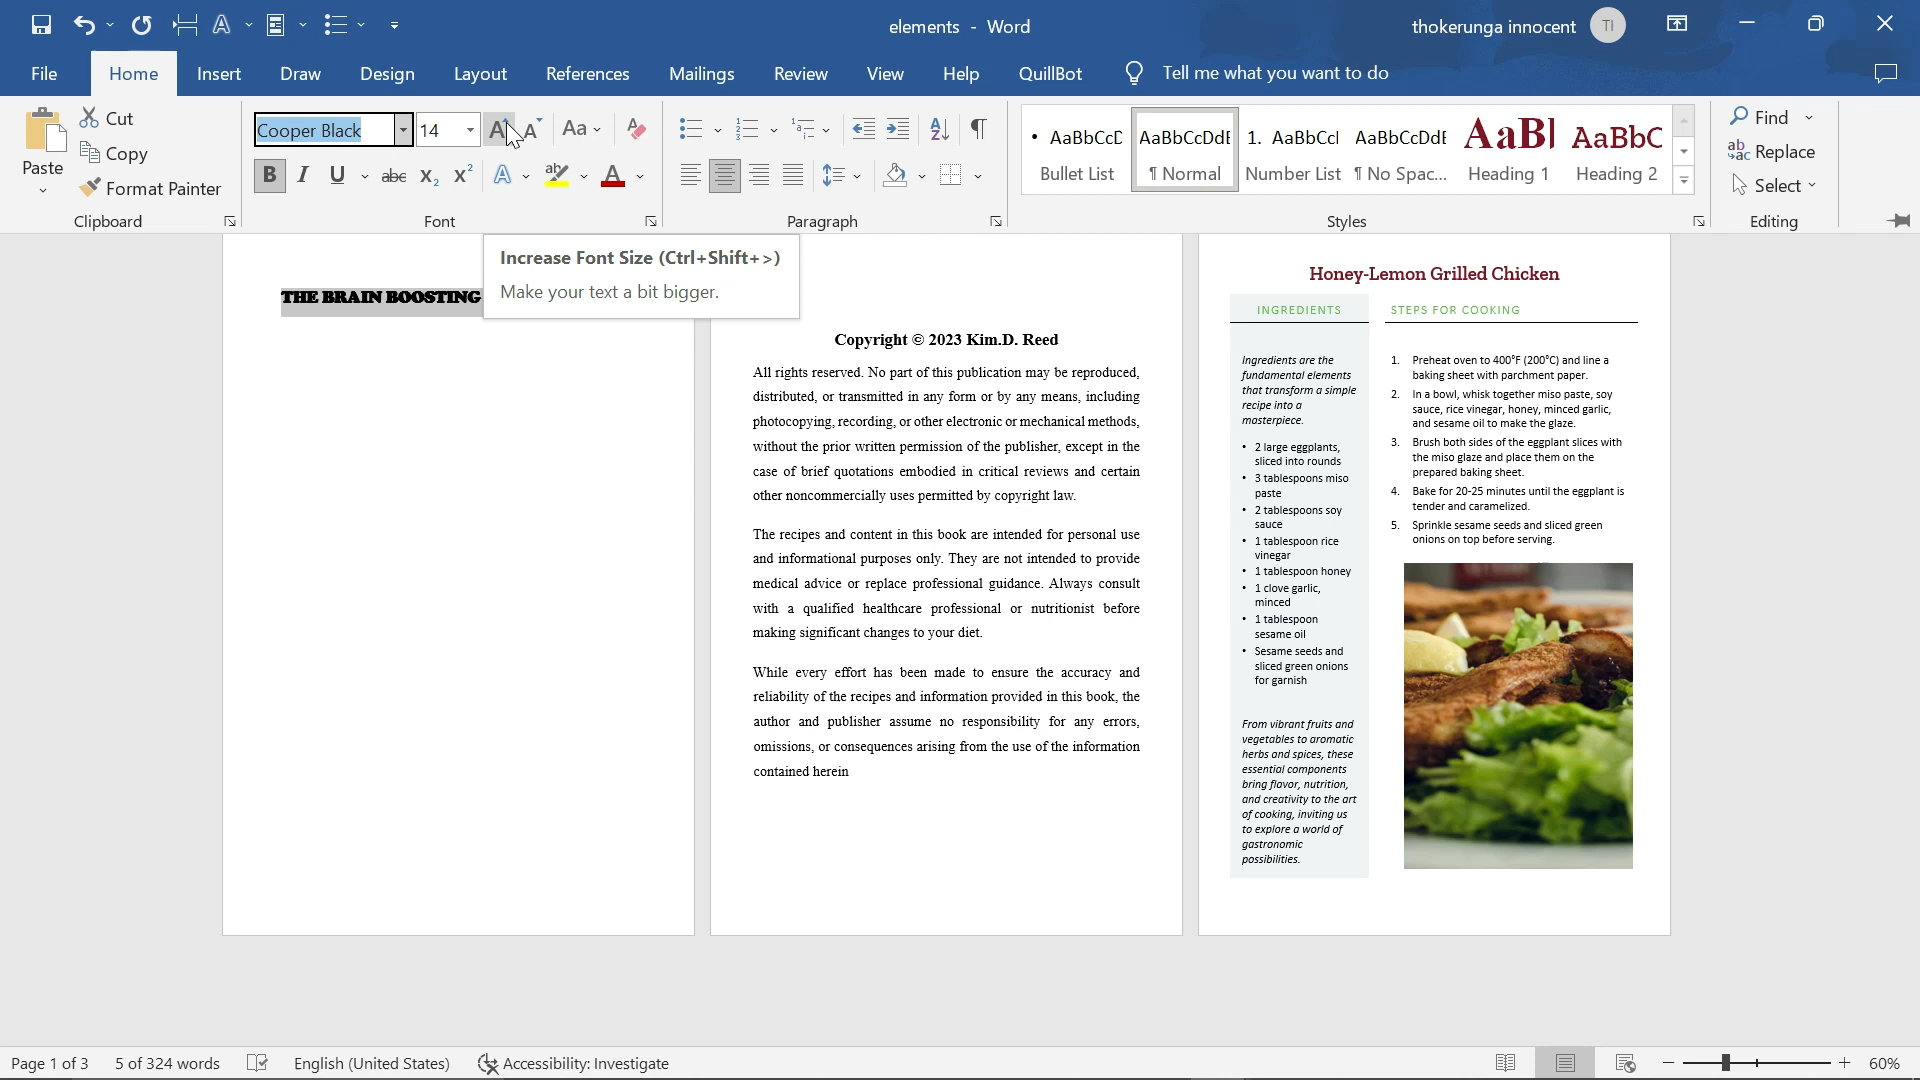 elements - Word
thokerunga innocent TI
File Home Insert Draw Design Layout References Mailings Review View Help QuillBot Tell me what you want to do
Paste
Cut
Copy
Format Painter
Clipboard
Cooper Black 14
Font
Paragraph
AaBbCcD AaBbCcDdE 1. AaBbCcI AaBbCcDdE AaBl AaBbC
Bullet List ¶ Normal Number List ¶ No Spac... Heading 1 Heading 2
Styles
Find
Replace
Select
Editing
Increase Font Size (Ctrl+Shift+>)
Make your text a bit bigger.
THE BRAIN BOOSTING
Copyright © 2023 Kim.D. Reed
All rights reserved. No part of this publication may be reproduced,
distributed, or transmitted in any form or by any means, including
photocopying, recording, or other electronic or mechanical methods,
without the prior written permission of the publisher, except in the
case of brief quotations embodied in critical reviews and certain
other noncommercially uses permitted by copyright law.
The recipes and content in this book are intended for personal use
and informational purposes only. They are not intended to provide
medical advice or replace professional guidance. Always consult
with a qualified healthcare professional or nutritionist before
making significant changes to your diet.
While every effort has been made to ensure the accuracy and
reliability of the recipes and information provided in this book, the
author and publisher assume no responsibility for any errors,
omissions, or consequences arising from the use of the information
contained herein
Honey-Lemon Grilled Chicken
INGREDIENTS
Ingredients are the
fundamental elements
that transform a simple
recipe into a
masterpiece.
• 2 large eggplants,
sliced into rounds
• 3 tablespoons miso
paste
• 2 tablespoons soy
sauce
• 1 tablespoon rice
vinegar
• 1 tablespoon honey
• 1 clove garlic,
minced
• 1 tablespoon
sesame oil
• Sesame seeds and
sliced green onions
for garnish
From vibrant fruits and
vegetables to aromatic
herbs and spices, these
essential components
bring flavor, nutrition,
and creativity to the art
of cooking, inviting us
to explore a world of
gastronomic
possibilities.
STEPS FOR COOKING
1. Preheat oven to 400°F (200°C) and line a
baking sheet with parchment paper.
2. In a bowl, whisk together miso paste, soy
sauce, rice vinegar, honey, minced garlic,
and sesame oil to make the glaze.
3. Brush both sides of the eggplant slices with
the miso glaze and place them on the
prepared baking sheet.
4. Bake for 20-25 minutes until the eggplant is
tender and caramelized.
5. Sprinkle sesame seeds and sliced green
onions on top before serving.
Page 1 of 3 5 of 324 words English (United States) Accessibility: Investigate 60%